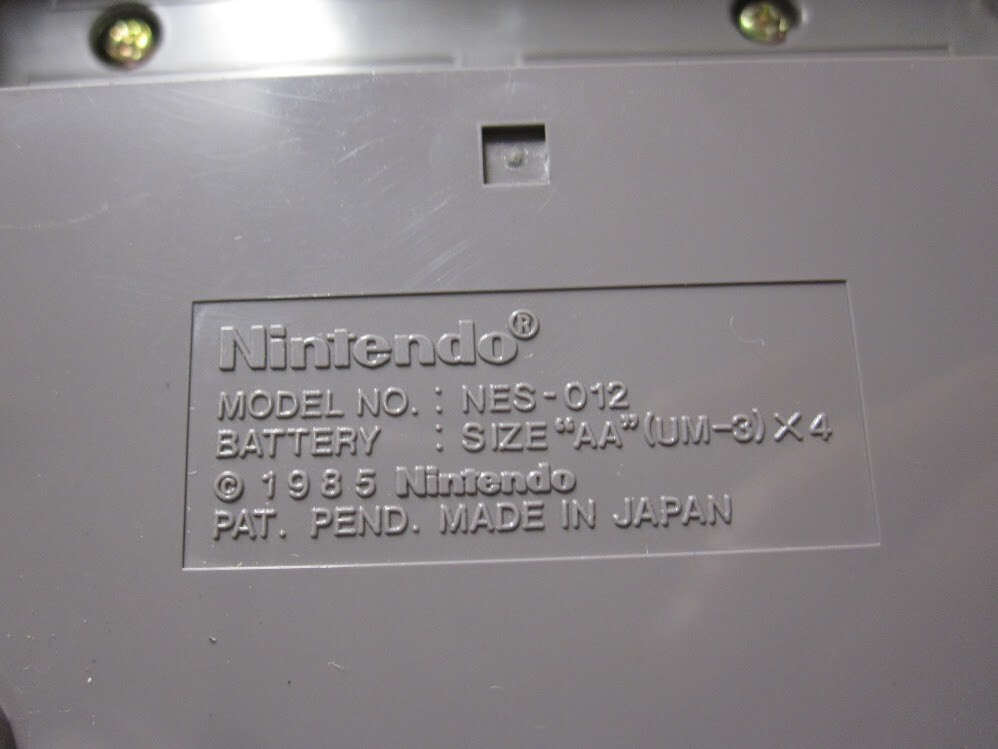 Nintendo®
MODEL NO. : NES-012
BATTERY : SIZE “AA” (UM-3) X 4
© 1985 Nintendo
PAT. PEND. MADE IN JAPAN